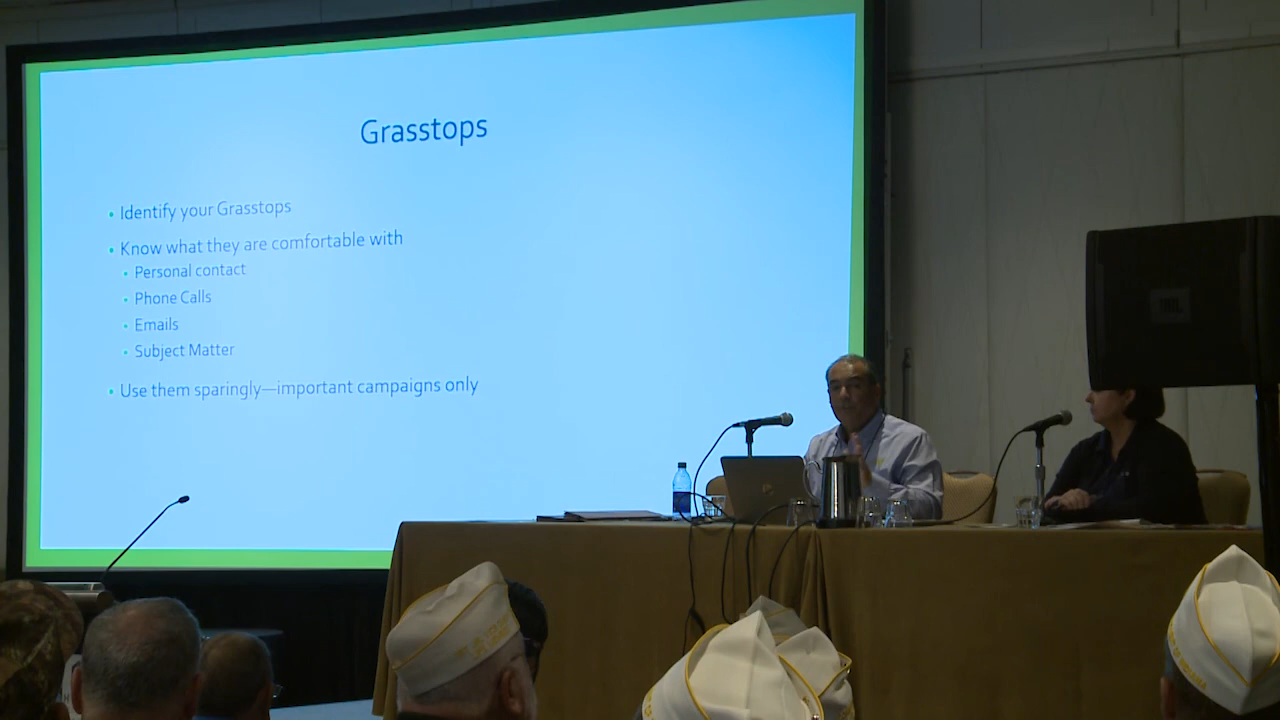 Grasstops
• Identify your Grasstops
• Know what they are comfortable with
• Personal contact
• Phone Calls
• Emails
• Subject Matter
• Use them sparingly—important campaigns only
JBL